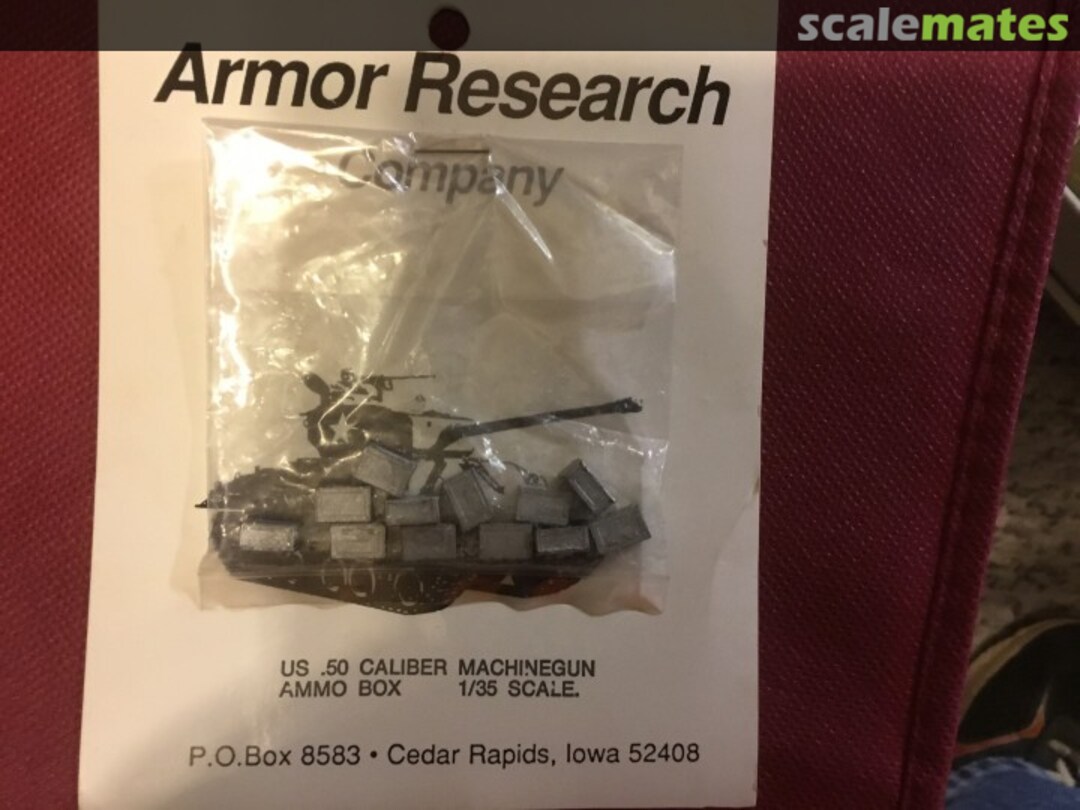 scalemates
Armor Research
Company
US .50 CALIBER MACHINEGUN
AMMO BOX 1/35 SCALE.
P.O.Box 8583 • Cedar Rapids, Iowa 52408